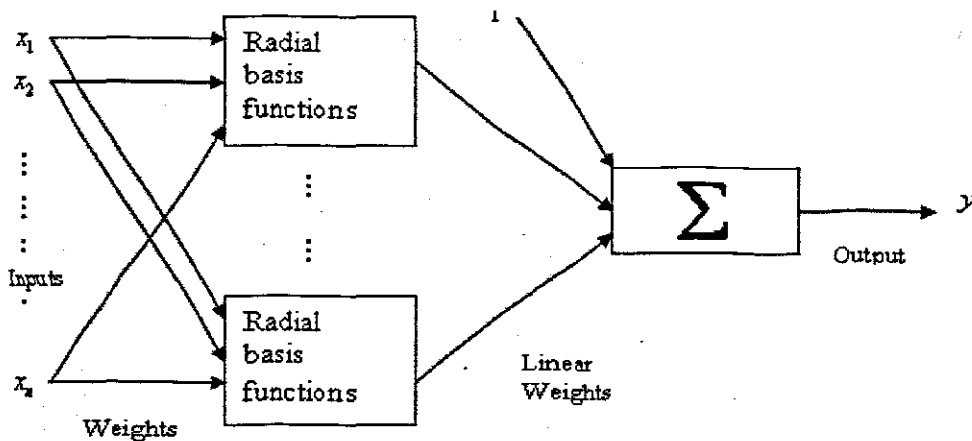 x₁
x₂
Inputs
xₙ
Weights
Radial
basis
functions
Radial
basis
functions
1
Linear
Weights
Σ
Output
y